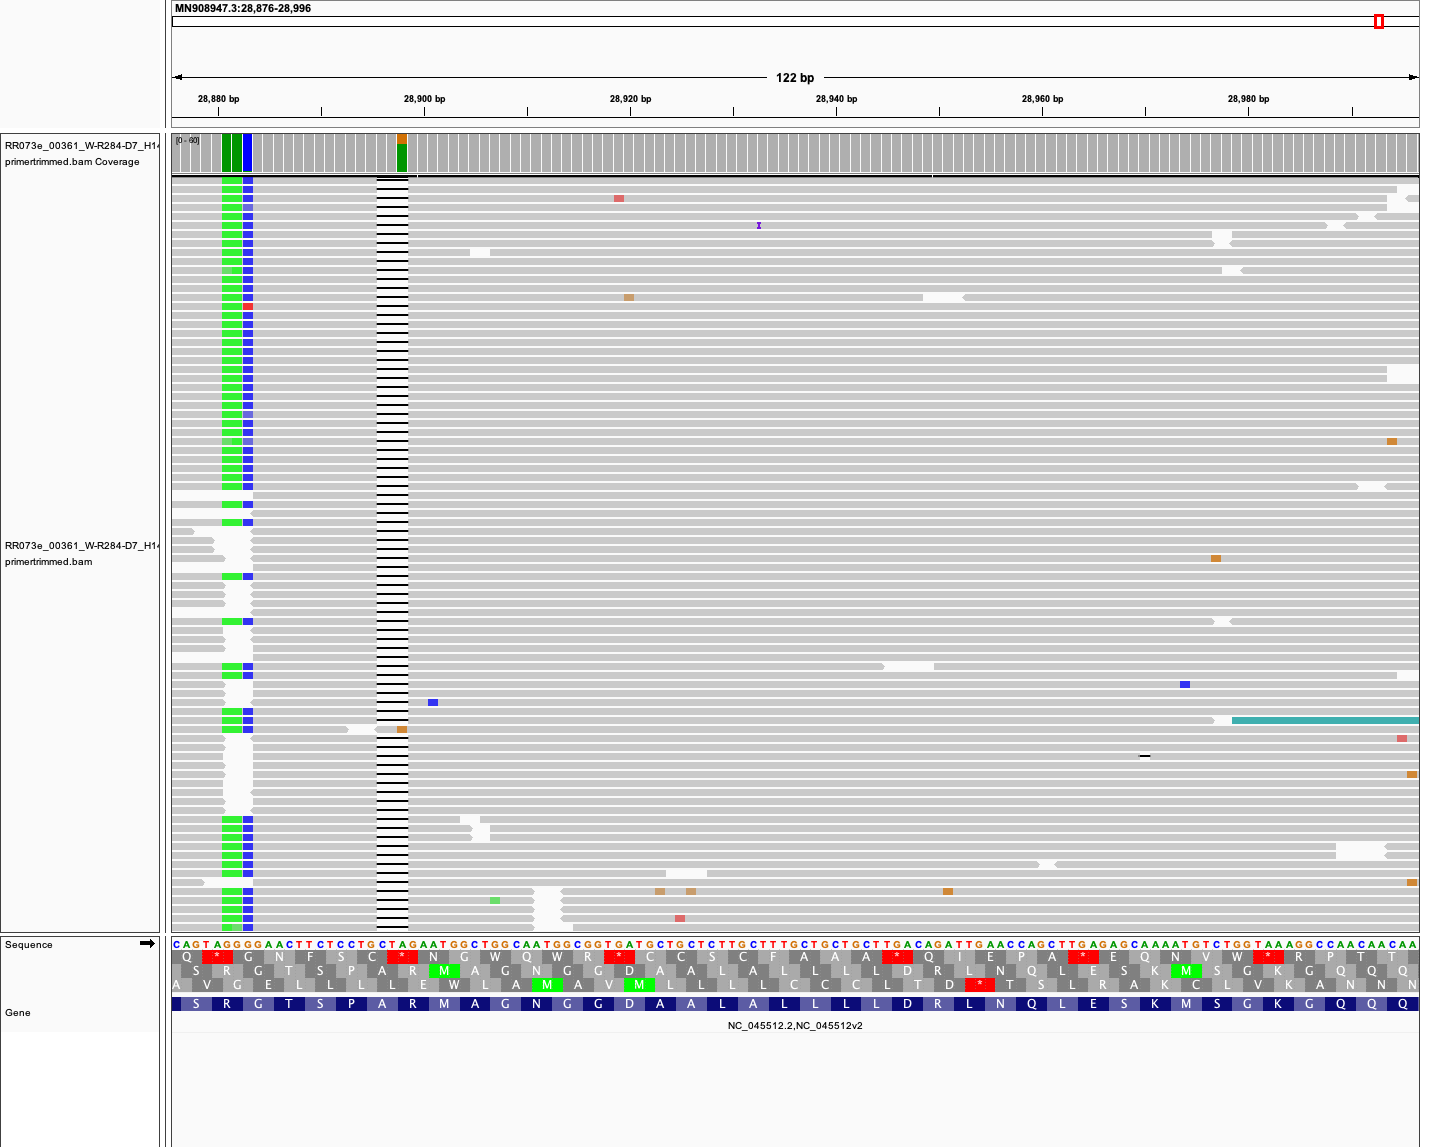 MN908947.3:28,876-28,996
122 bp
28,880 bp 28,900 bp 28,920 bp 28,940 bp 28,960 bp 28,980 bp
RR073e_00361_W-R284-D7_H1
primertrimmed.bam Coverage
[0 - 60]
RR073e_00361_W-R284-D7_H1
primertrimmed.bam
Sequence
CAGTAGGGGAACTTCTCCTGCTAGAATGGCTGGCAATGGCGGTGATGCTGCTCTTGCTTTGCTGCTGCTTGACAGATTGAACCAGCTTGAGAGCAAAATGTCTGGTAAAGGCCAACAACAA
Q * G N F S C * N G W Q W R * C C S C F A A A * Q I E P A * E Q N V W * R P T T
S R G T S P A R M A G N G G D A A L A L L L L D R L N Q L E S K M S G K G Q Q Q
A V G E L L L L E W L A M A V M L L L L C C C L T D * T S L R A K C L V K A N N N
Gene
S R G T S P A R M A G N G G D A A L A L L L L D R L N Q L E S K M S G K G Q Q Q
NC_045512.2,NC_045512v2